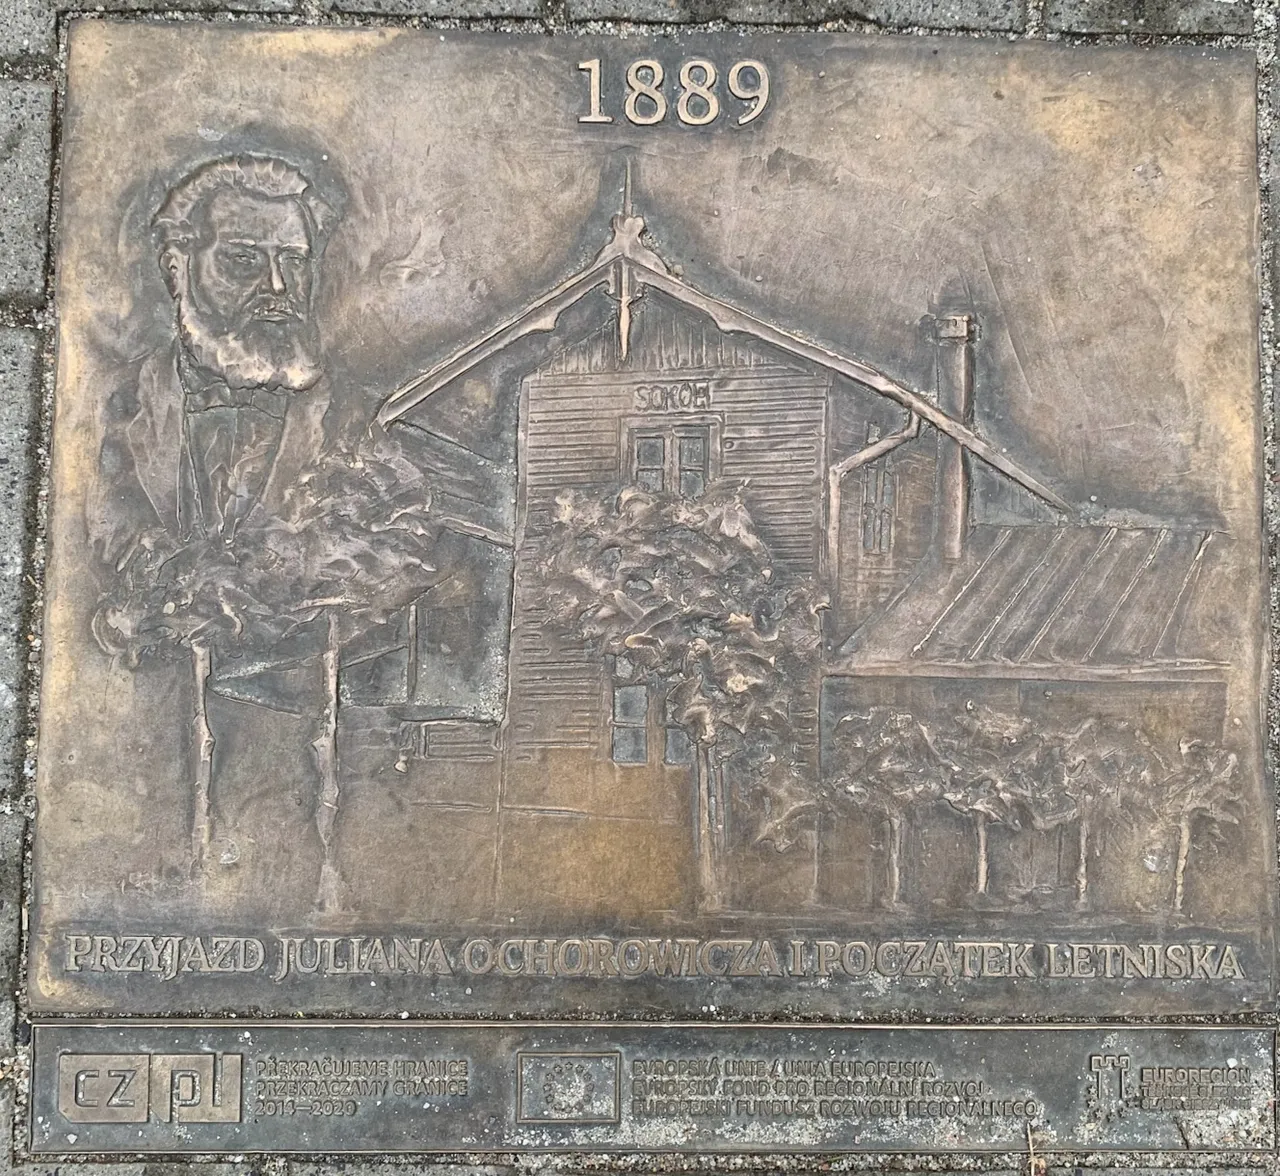 1889
SOKÓŁ
PRZYJAZD JULIANA OCHOROWICZA I POCZĄTEK LETNISKA
CZ PL
PŘEKRAČUJEME HRANICE
PRZEKRACZAMY GRANICE
2014–2020
EVROPSKÁ UNIE / UNIA EUROPEJSKA
EVROPSKÝ FOND PRO REGIONÁLNÍ ROZVOJ
EUROPEJSKI FUNDUSZ ROZWOJU REGIONALNEGO
EUROREGION